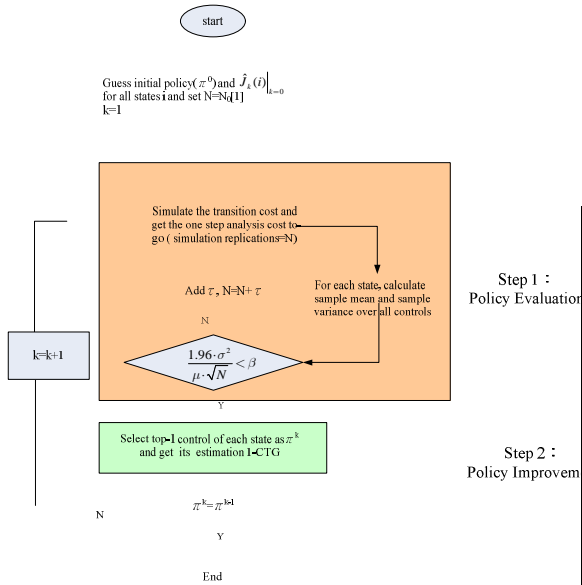 start
Guess initial policy(π⁰) and Ĵₖ(i)|ₖ₌₀
for all states i and set N=N₀[1]
k=1
Simulate the transition cost and
get the one step analysis cost to
go ( simulation replications=N)
For each state, calculate
sample mean and sample
variance over all controls
Add τ , N=N+ τ
N
1.96·σ² / μ·√N < β
Y
k=k+1
Step 1：
Policy Evaluation
Select top-1 control of each state as π^k
and get its estimation 1-CTG
Step 2：
Policy Improvem
π^k=π^k-1
N
Y
End